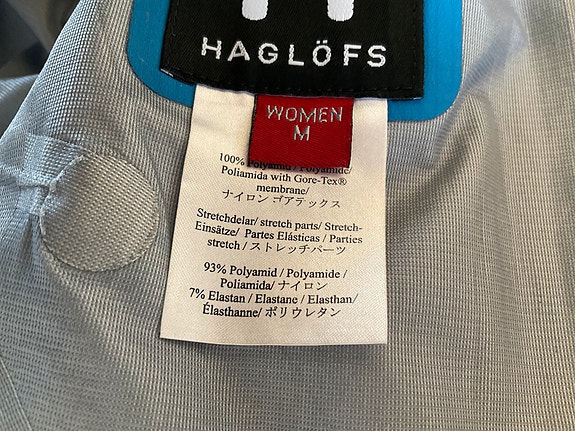 HAGLÖFS
WOMEN
M
100% Polyamid / Polyamide/
Poliamida with Gore-Tex®
membrane/
ナイロン ゴアテックス
Stretchdelar/ stretch parts/ Stretch-
Einsätze/ Partes Elásticas / Parties
stretch / ストレッチパーツ
93% Polyamid / Polyamide /
Poliamida/ ナイロン
7% Elastan / Elastane / Elasthan/
Élasthanne/ ポリウレタン